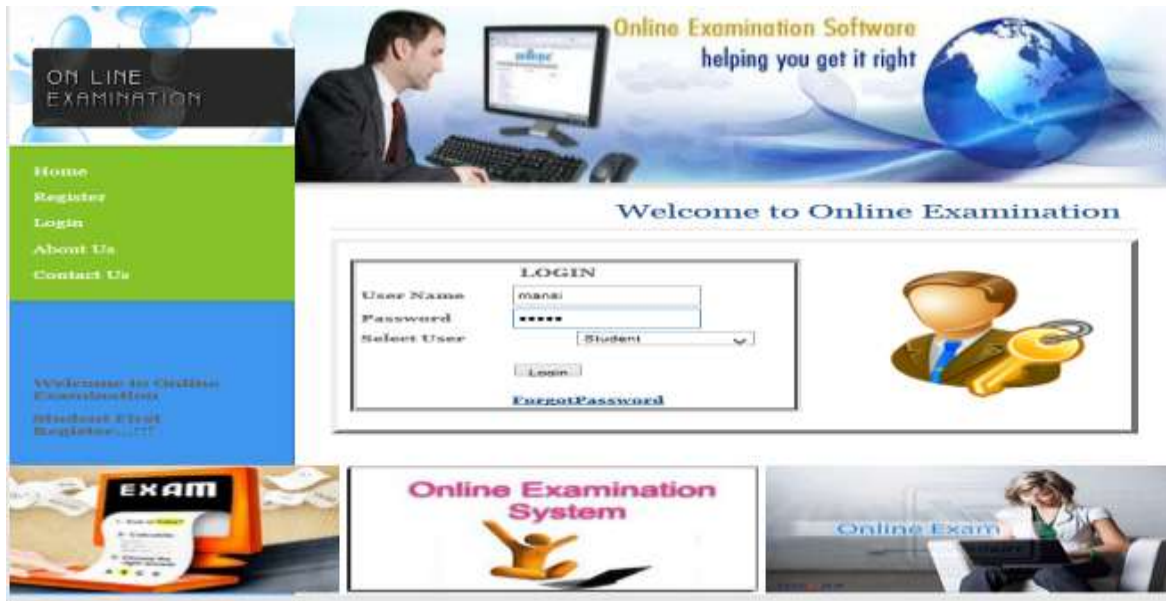 ON LINE
EXAMINATION
Online Examination Software
helping you get it right
online
Home
Register
Login
About Us
Contact Us
Welcome to Online Examination
LOGIN
User Name
mansi
Password
•••••
Select User
Student
Login
ForgotPassword
Welcome to Online
Examination
Student First
Register...!!!
EXAM
Online Examination
System
Online Exam